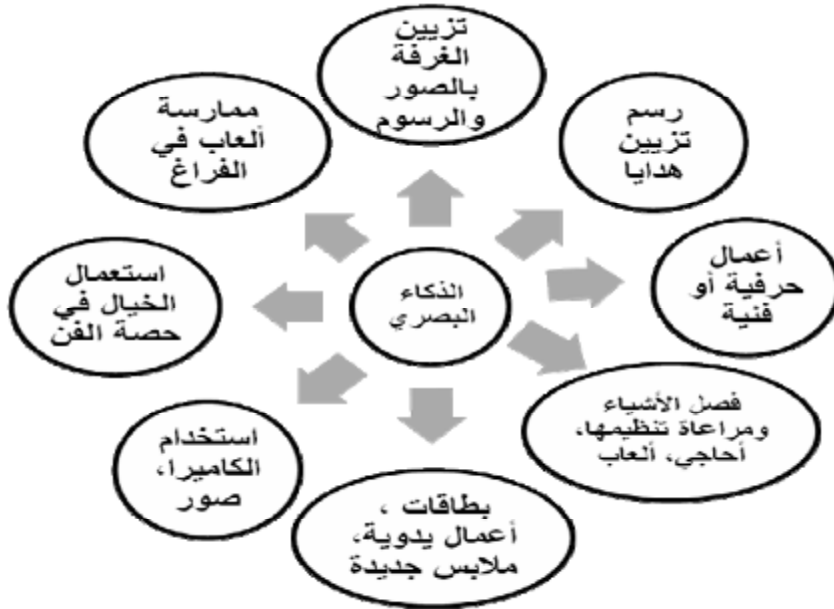 تزيين
الغرفة
بالصور
والرسوم
رسم
تزيين
هدايا
أعمال
حرفية أو
فنية
فصل الأشياء
ومراعاة تنظيمها،
أحاجي، ألعاب
بطاقات ،
أعمال يدوية،
ملابس جديدة
استخدام
الكاميرا،
صور
استعمال
الخيال في
حصة الفن
ممارسة
ألعاب في
الفراغ
الذكاء
البصري